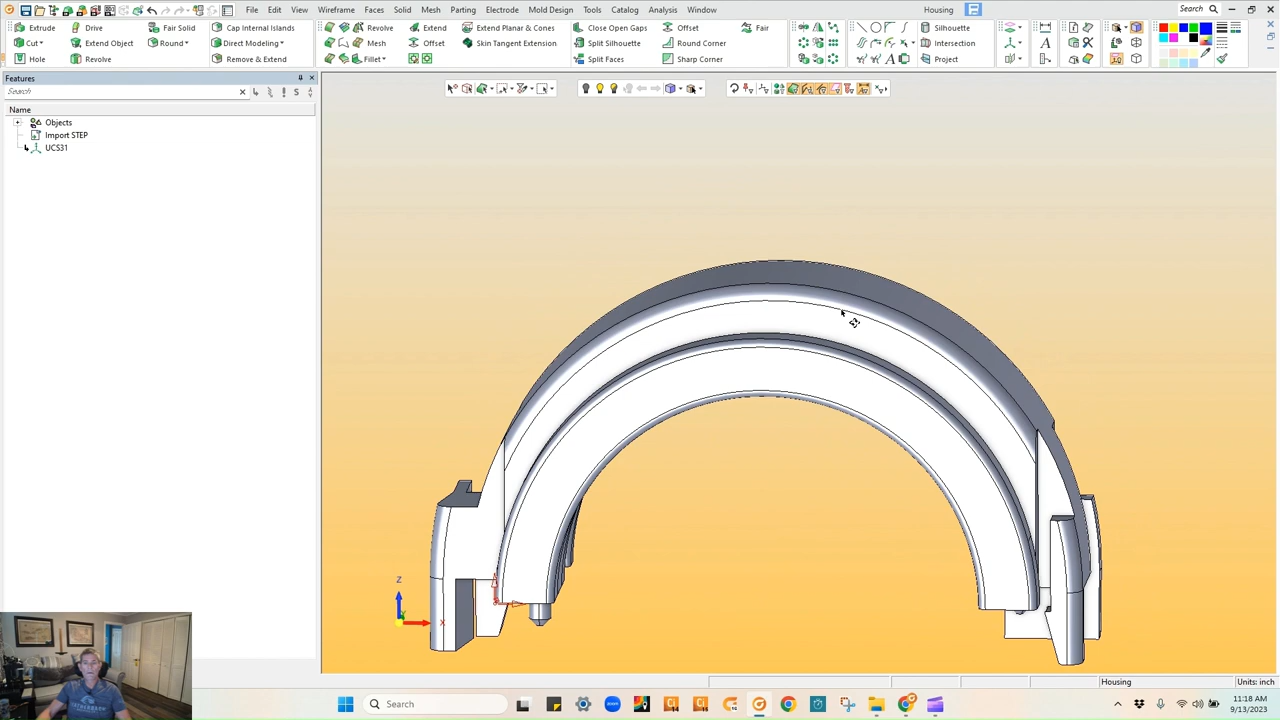 File Edit View Wireframe Faces Solid Mesh Parting Electrode Mold Design Tools Catalog Analysis Window Housing Search
Extrude Drive Fair Solid Cap Internal Islands Revolve Extend Extend Planar & Cones Close Open Gaps Offset Fair Silhouette
Cut Extend Object Round Direct Modeling Mesh Offset Skin Tangent Extension Split Silhouette Round Corner Intersection
Hole Revolve Remove & Extend Fillet Split Faces Sharp Corner Project
Features
Search
Name
Objects
Import STEP
UCS31
Z
X
Housing Units: inch
Search
11:18 AM
9/13/2023